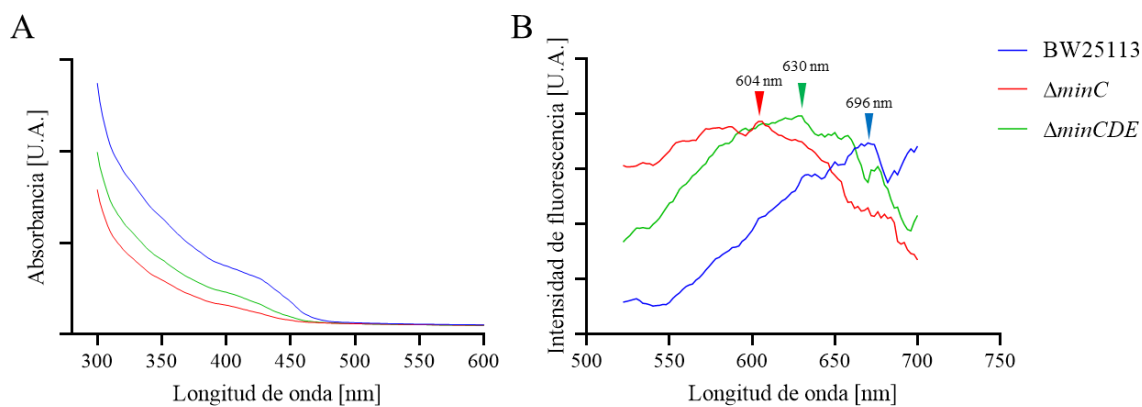 A
Absorbancia [U.A.]
300 350 400 450 500 550 600
Longitud de onda [nm]
B
Intensidad de fluorescencia [U.A.]
604 nm
630 nm
696 nm
500 550 600 650 700 750
Longitud de onda [nm]
BW25113
ΔminC
ΔminCDE